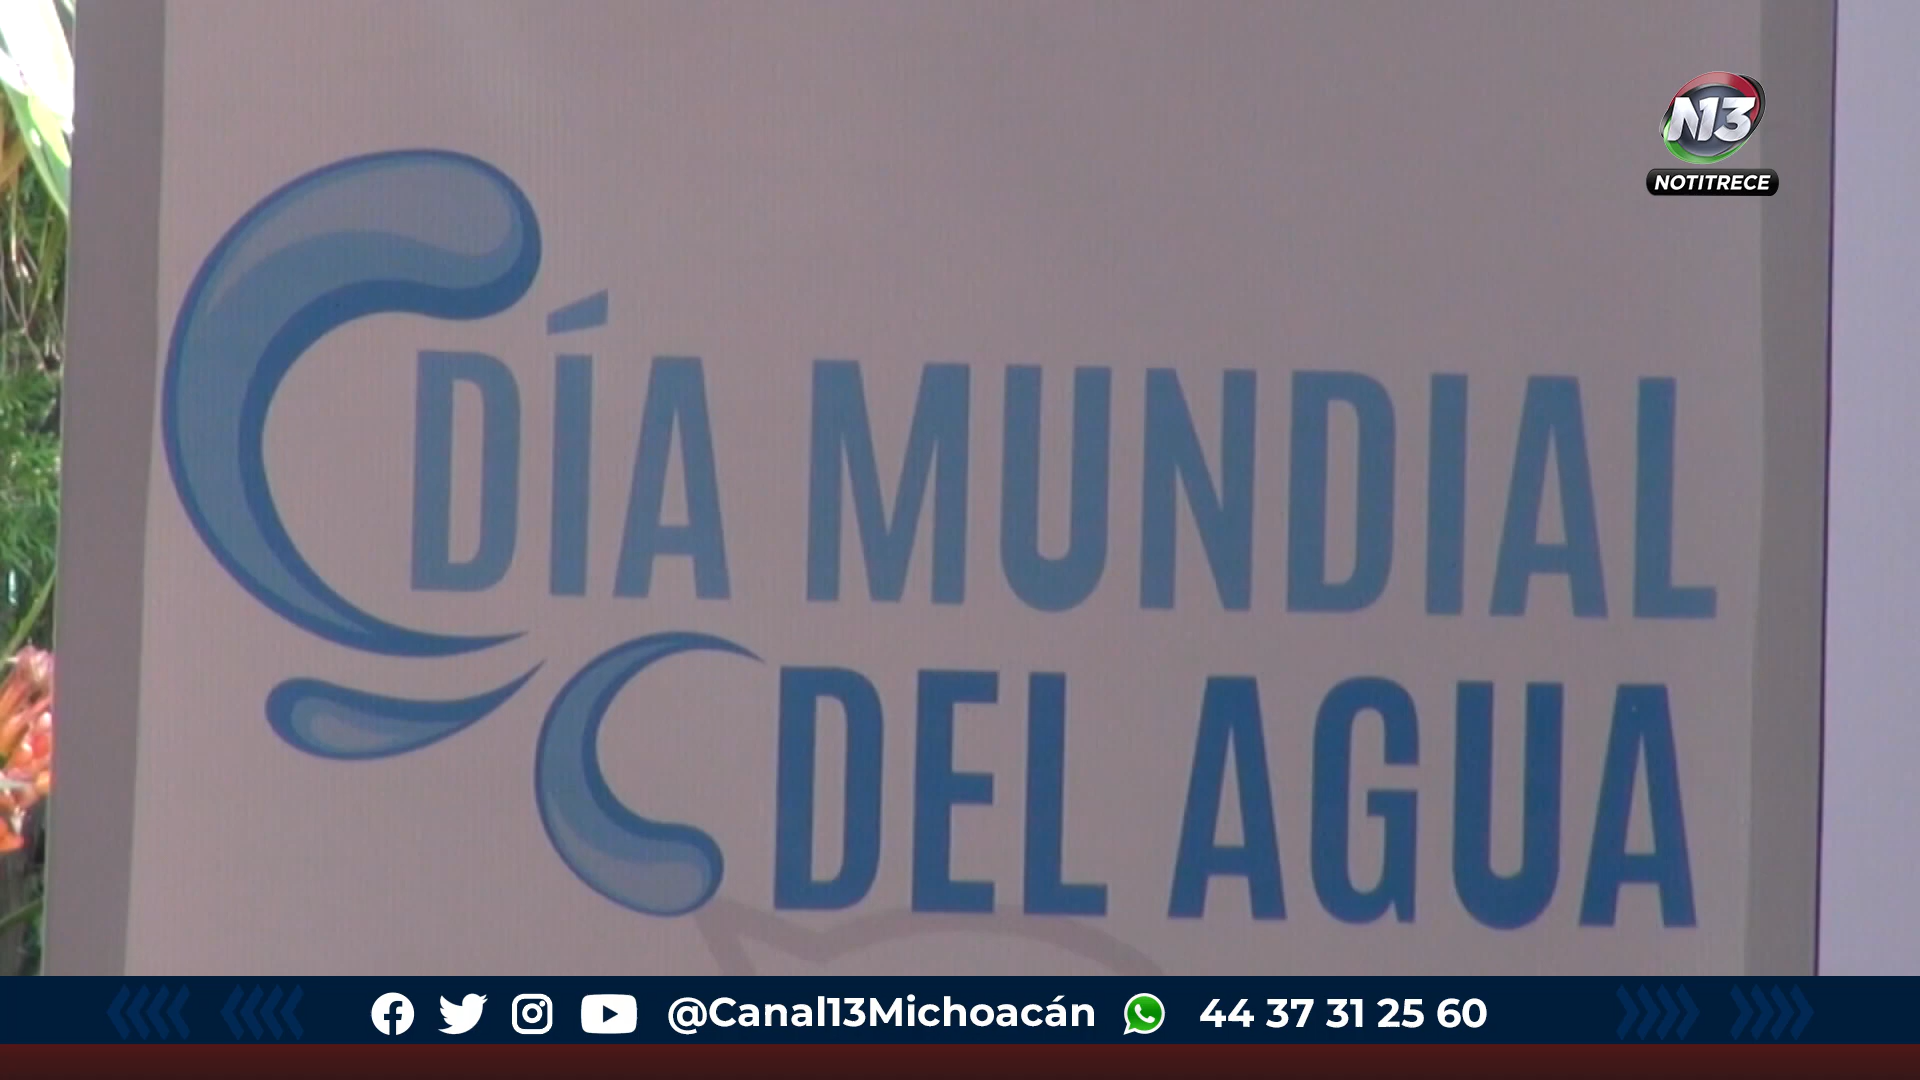 N13
NOTITRECE
DÍA MUNDIAL
DEL AGUA
@Canal13Michoacán 44 37 31 25 60